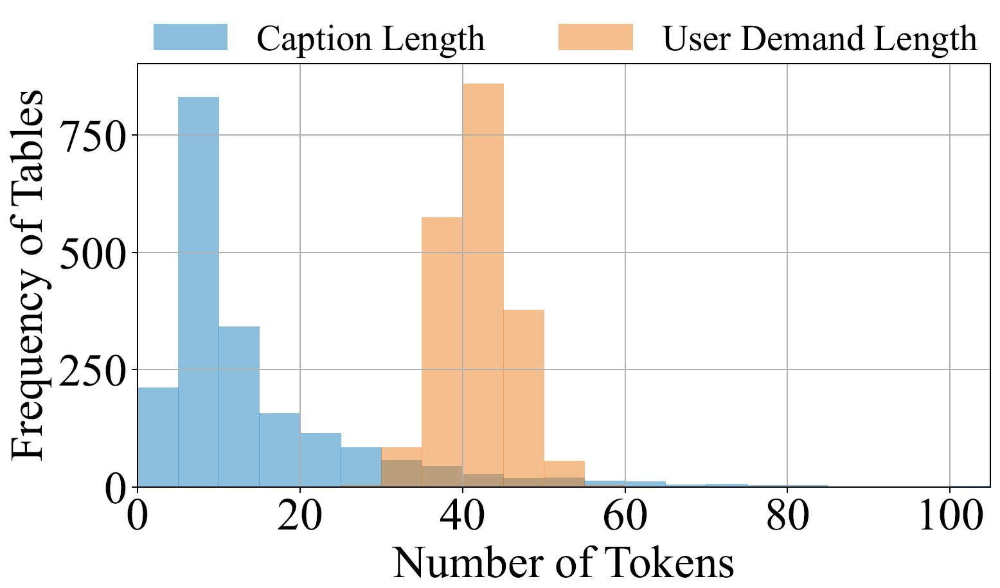 Caption Length
User Demand Length
Frequency of Tables
750
500
250
0
0 20 40 60 80 100
Number of Tokens